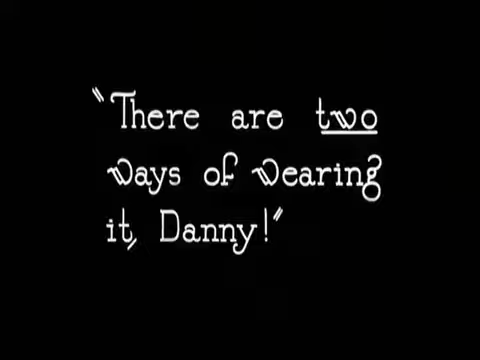 "There are two
ways of wearing
it, Danny!"